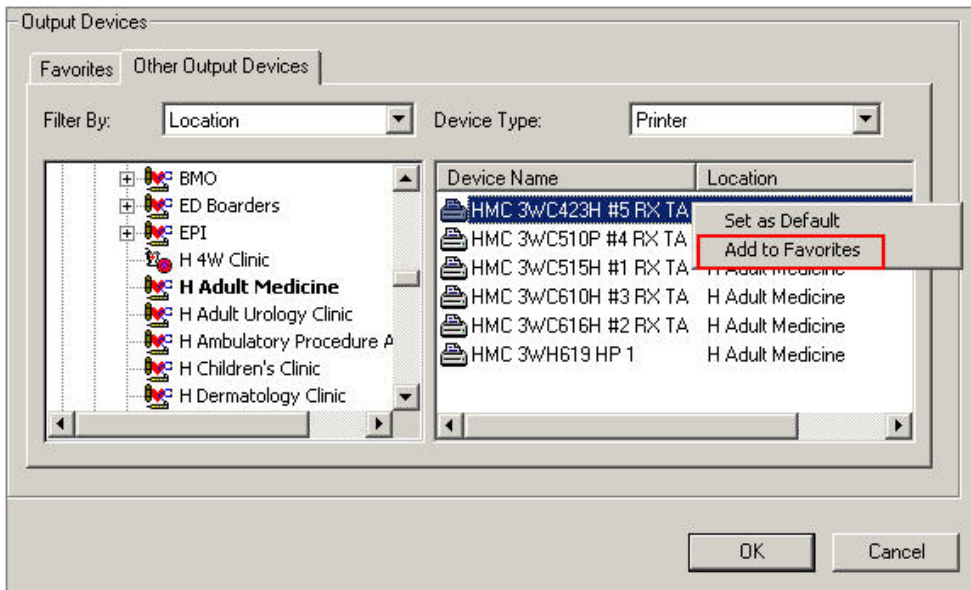 Output Devices
Favorites Other Output Devices
Filter By: Location Device Type: Printer
BMO
ED Boarders
EPI
H 4W Clinic
H Adult Medicine
H Adult Urology Clinic
H Ambulatory Procedure A
H Children's Clinic
H Dermatology Clinic
Device Name Location
HMC 3WC423H #5 RX TA
HMC 3WC510P #4 RX TA
HMC 3WC515H #1 RX TA H Adult Medicine
HMC 3WC610H #3 RX TA H Adult Medicine
HMC 3WC616H #2 RX TA H Adult Medicine
HMC 3WH619 HP 1 H Adult Medicine
Set as Default
Add to Favorites
OK Cancel